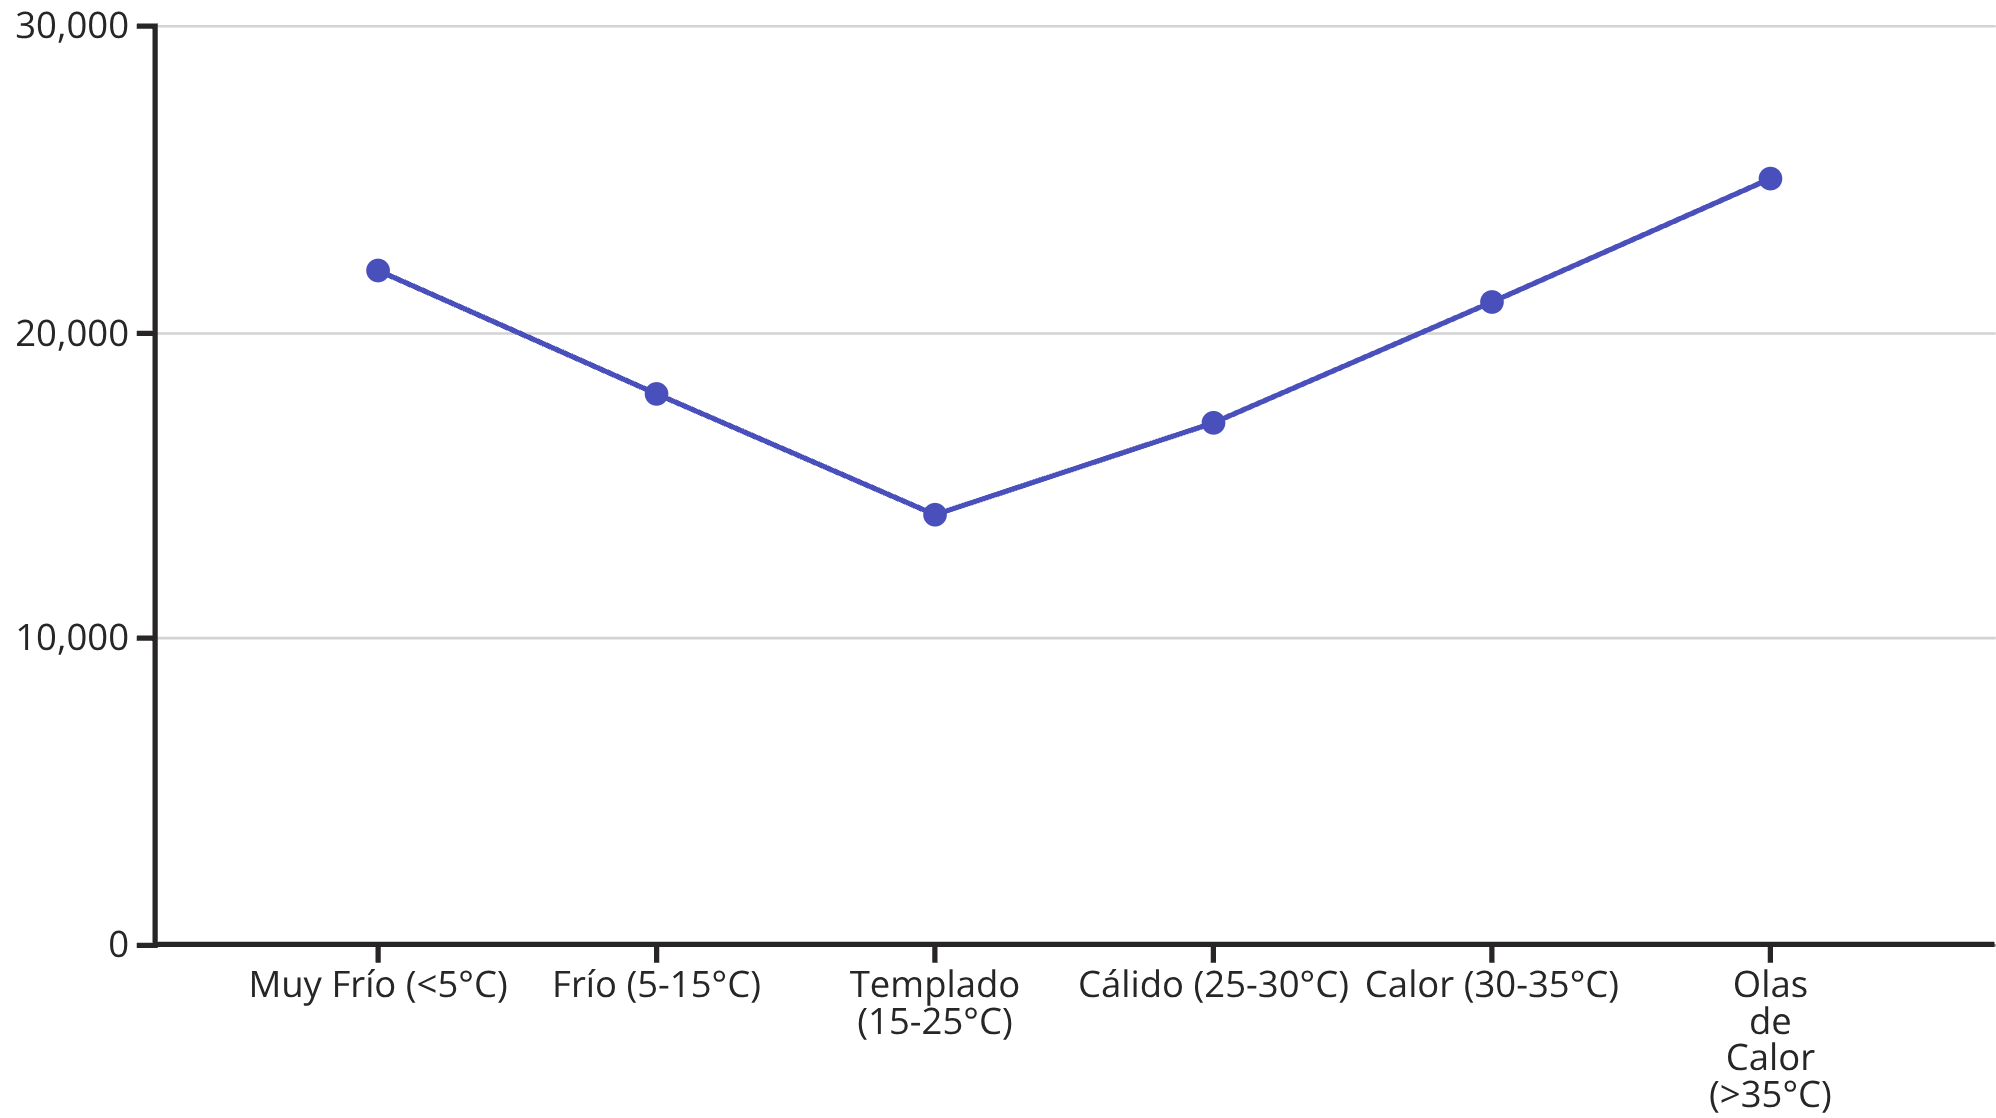 30,000
20,000
10,000
0
Muy Frío (<5°C)
Frío (5-15°C)
Templado
(15-25°C)
Cálido (25-30°C)
Calor (30-35°C)
Olas
de
Calor
(>35°C)